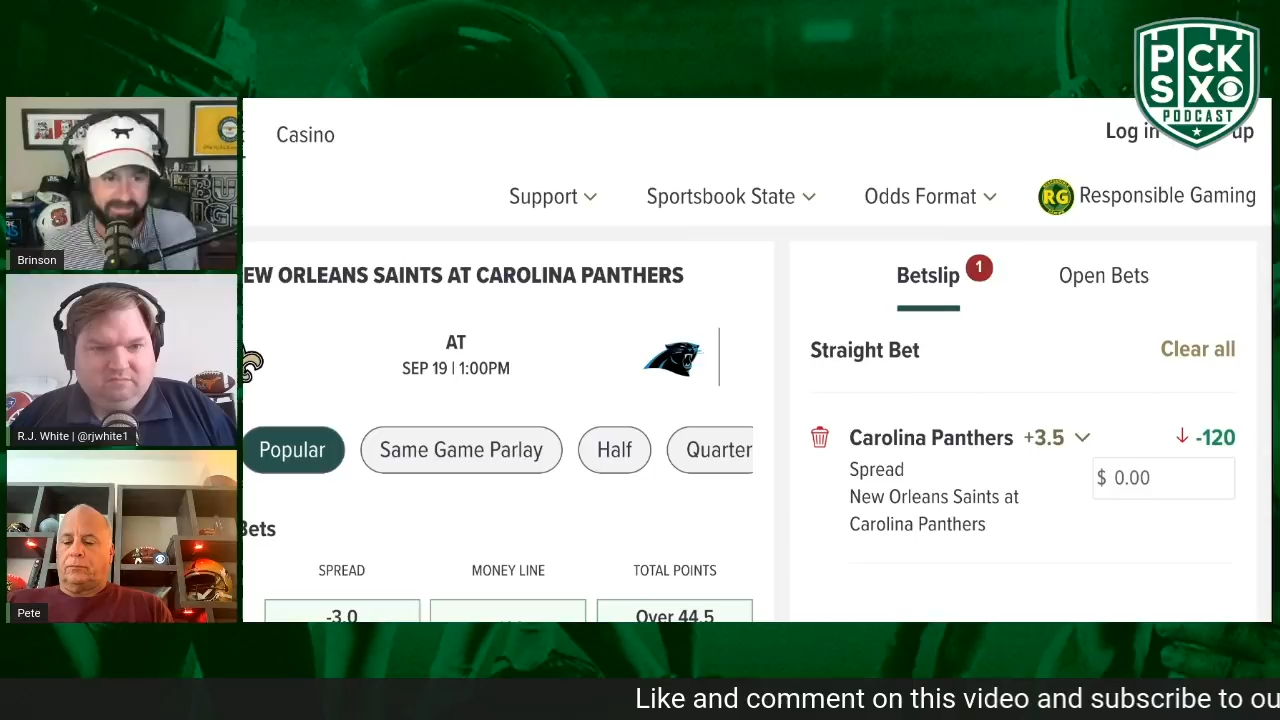 P CK
S X
PODCAST
Casino
Log in
up
Support
Sportsbook State
Odds Format
RG
Responsible Gaming
Brinson
EW ORLEANS SAINTS AT CAROLINA PANTHERS
AT
SEP 19 | 1:00PM
Betslip
1
Open Bets
Straight Bet
Clear all
R.J. White | @rjwhite1
Popular
Same Game Parlay
Half
Quarter
Carolina Panthers +3.5
-120
Spread
$ 0.00
New Orleans Saints at
Carolina Panthers
Bets
SPREAD
MONEY LINE
TOTAL POINTS
-3.0
Over 44.5
Pete
Like and comment on this video and subscribe to ou